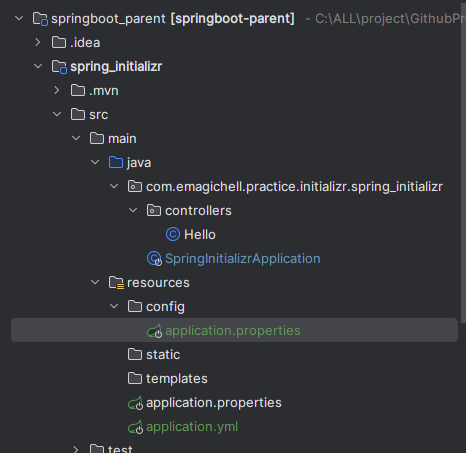 springboot_parent [springboot-parent] - C:\ALL\project\GithubPr
.idea
spring_initializr
.mvn
src
main
java
com.emagichell.practice.initializr.spring_initializr
controllers
Hello
SpringInitializrApplication
resources
config
application.properties
static
templates
application.properties
application.yml
test